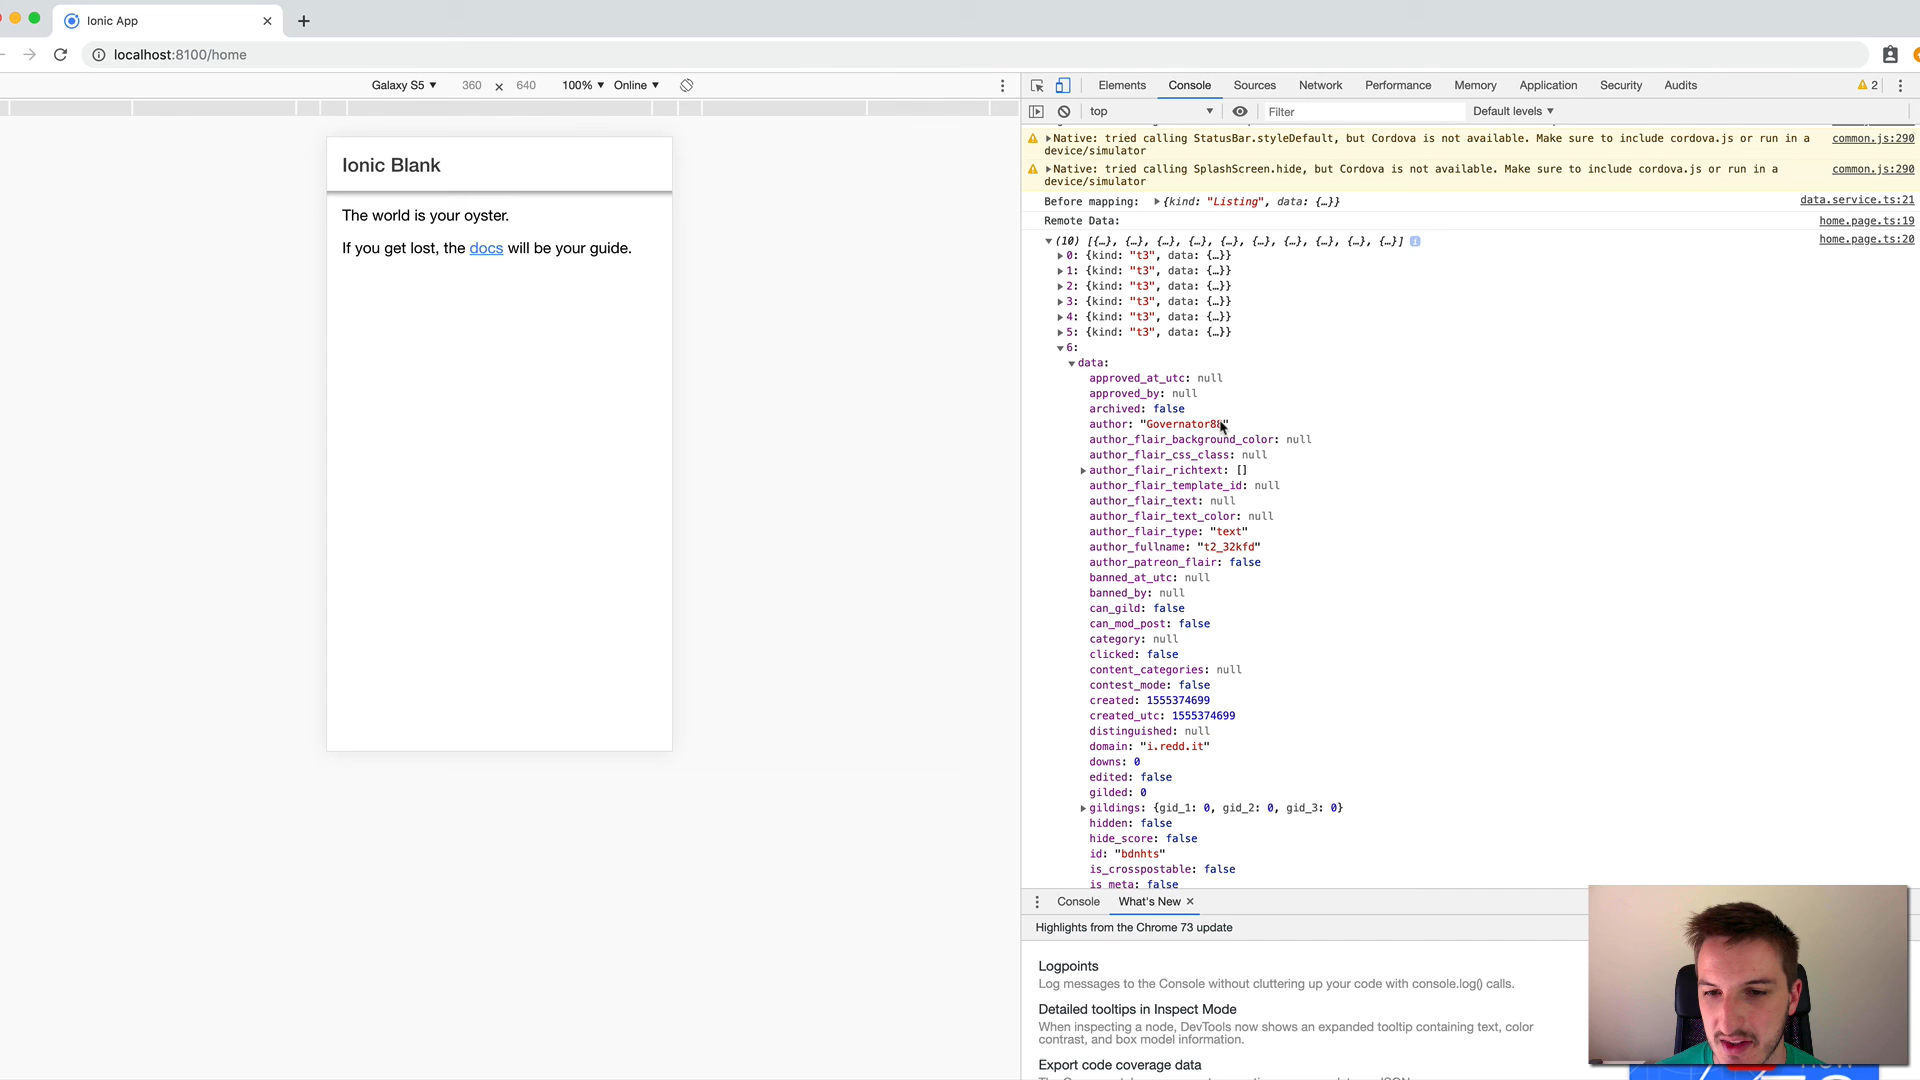 Ionic App
localhost:8100/home
Galaxy S5 360 × 640 100% Online
Elements Console Sources Network Performance Memory Application Security Audits 2
top Filter Default levels
Ionic Blank
The world is your oyster.
If you get lost, the docs will be your guide.
Native: tried calling StatusBar.styleDefault, but Cordova is not available. Make sure to include cordova.js or run in a common.js:290
device/simulator
Native: tried calling SplashScreen.hide, but Cordova is not available. Make sure to include cordova.js or run in a common.js:290
device/simulator
Before mapping: {kind: "Listing", data: {…}} data.service.ts:21
Remote Data: home.page.ts:19
(10) [{…}, {…}, {…}, {…}, {…}, {…}, {…}, {…}, {…}, {…}] home.page.ts:20
0: {kind: "t3", data: {…}}
1: {kind: "t3", data: {…}}
2: {kind: "t3", data: {…}}
3: {kind: "t3", data: {…}}
4: {kind: "t3", data: {…}}
5: {kind: "t3", data: {…}}
6:
data:
approved_at_utc: null
approved_by: null
archived: false
author:
author_flair_background_color: null
author_flair_css_class: null
author_flair_richtext: []
author_flair_template_id: null
author_flair_text: null
author_flair_text_color: null
author_flair_type: "text"
author_fullname: "t2_32kfd"
author_patreon_flair: false
banned_at_utc: null
banned_by: null
can_gild: false
can_mod_post: false
category: null
clicked: false
content_categories: null
contest_mode: false
created: 1555374699
created_utc: 1555374699
distinguished: null
domain: "i.redd.it"
downs: 0
edited: false
gilded: 0
gildings: {gid_1: 0, gid_2: 0, gid_3: 0}
hidden: false
hide_score: false
id: "bdnhts"
is_crosspostable: false
is_meta: false
Console What's New ×
Highlights from the Chrome 73 update
Logpoints
Log messages to the Console without cluttering up your code with console.log() calls.
Detailed tooltips in Inspect Mode
When inspecting a node, DevTools now shows an expanded tooltip containing text, color
contrast, and box model information.
Export code coverage data